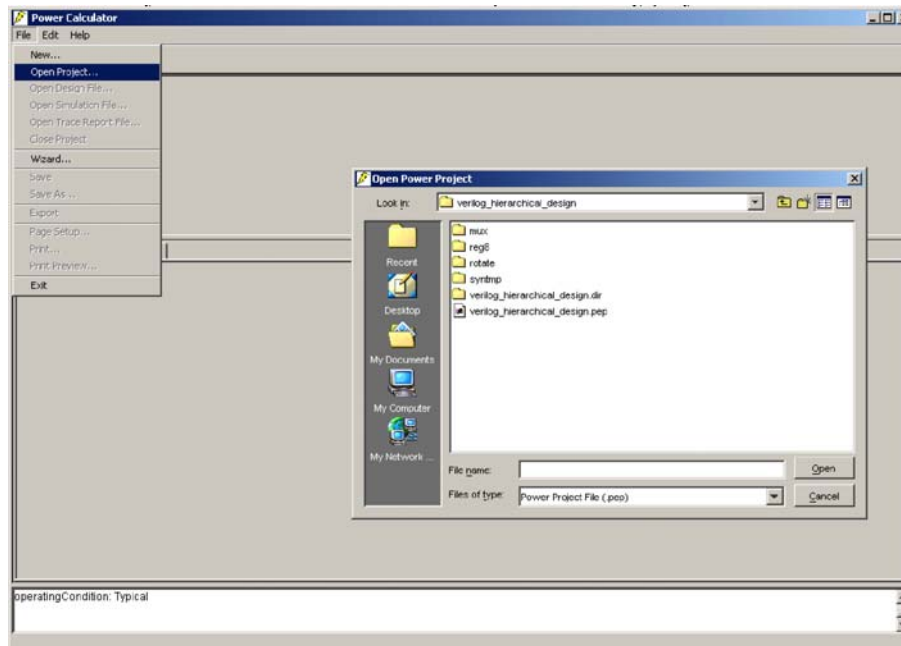 Power Calculator
File Edit Help
New...
Open Project...
Open Design File...
Open Simulation File...
Open Trace Report File...
Close Project
Wizard...
Save
Save As ...
Export
Page Setup...
Print...
Print Preview...
Exit
Open Power Project
Look in: verilog_hierarchical_design
Recent
Desktop
My Documents
My Computer
My Network ...
mux
reg8
rotate
syntmp
verilog_hierarchical_design.dir
verilog_hierarchical_design.pep
File name: Open
Files of type: Power Project File (.pep) Cancel
operatingCondition: Typical